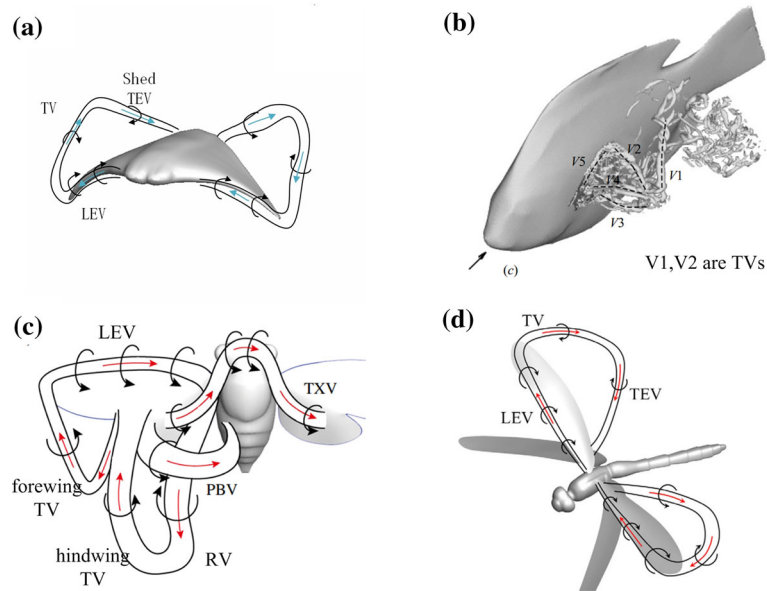 (a)
Shed
TEV
TV
LEV
(b)
V5
V2
V4
V1
V3
(c)
V1,V2 are TVs
(c)
LEV
TXV
forewing
TV
PBV
hindwing
TV
RV
(d)
TV
TEV
LEV